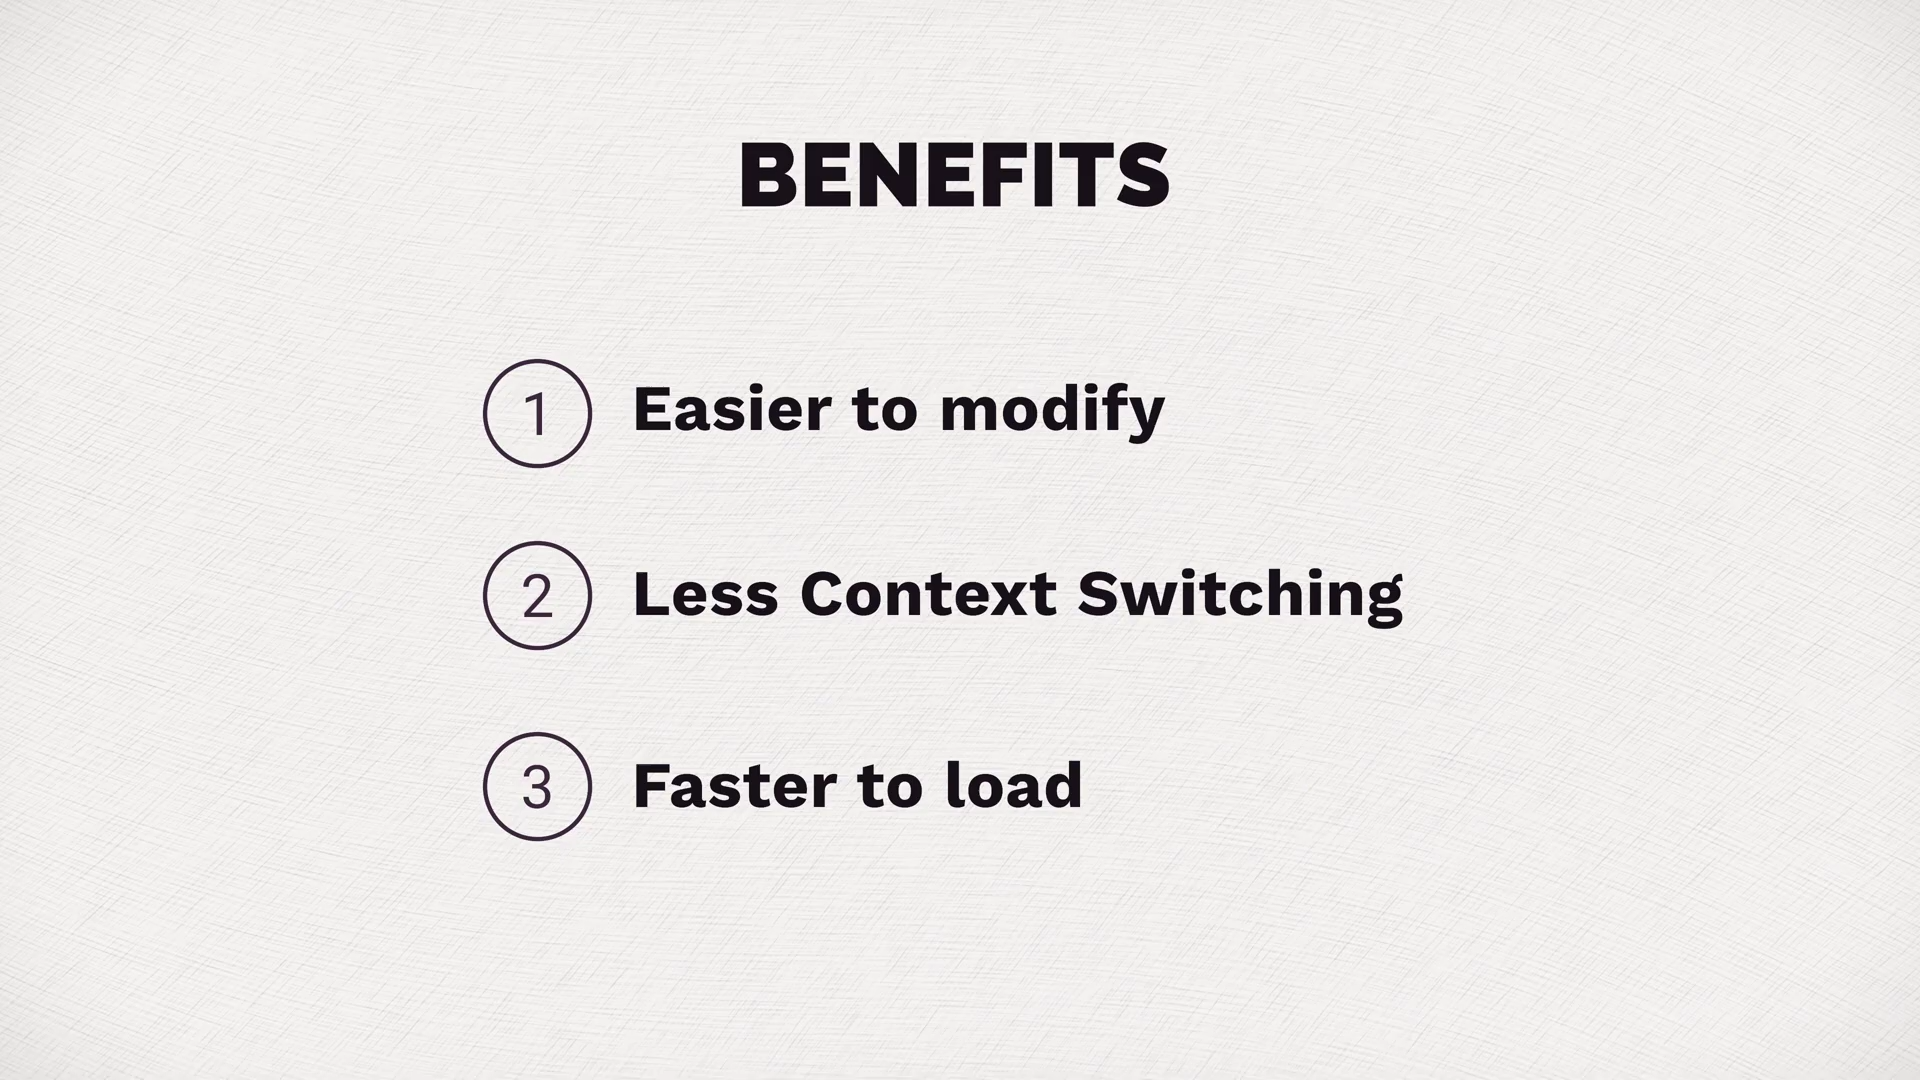 BENEFITS
1 Easier to modify
2 Less Context Switching
3 Faster to load